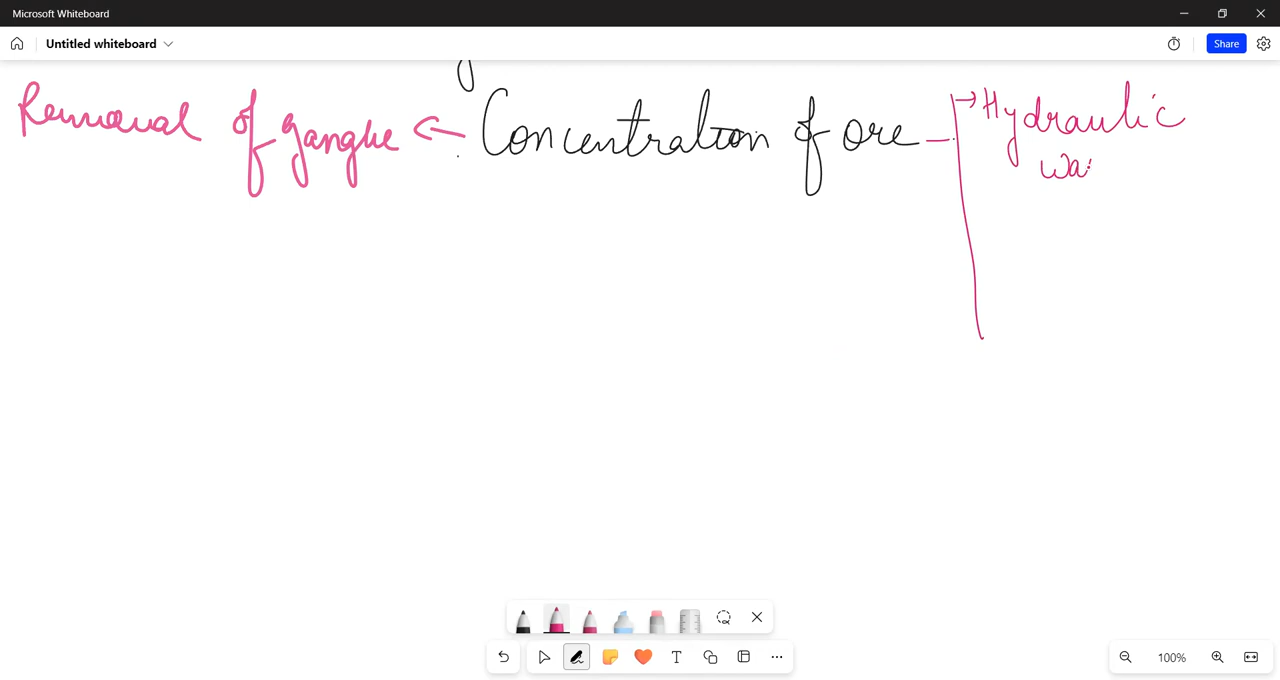 Microsoft Whiteboard
Untitled whiteboard
Share
Removal of gangue ← Concentration of ore
→ Hydraulic
wa
100%